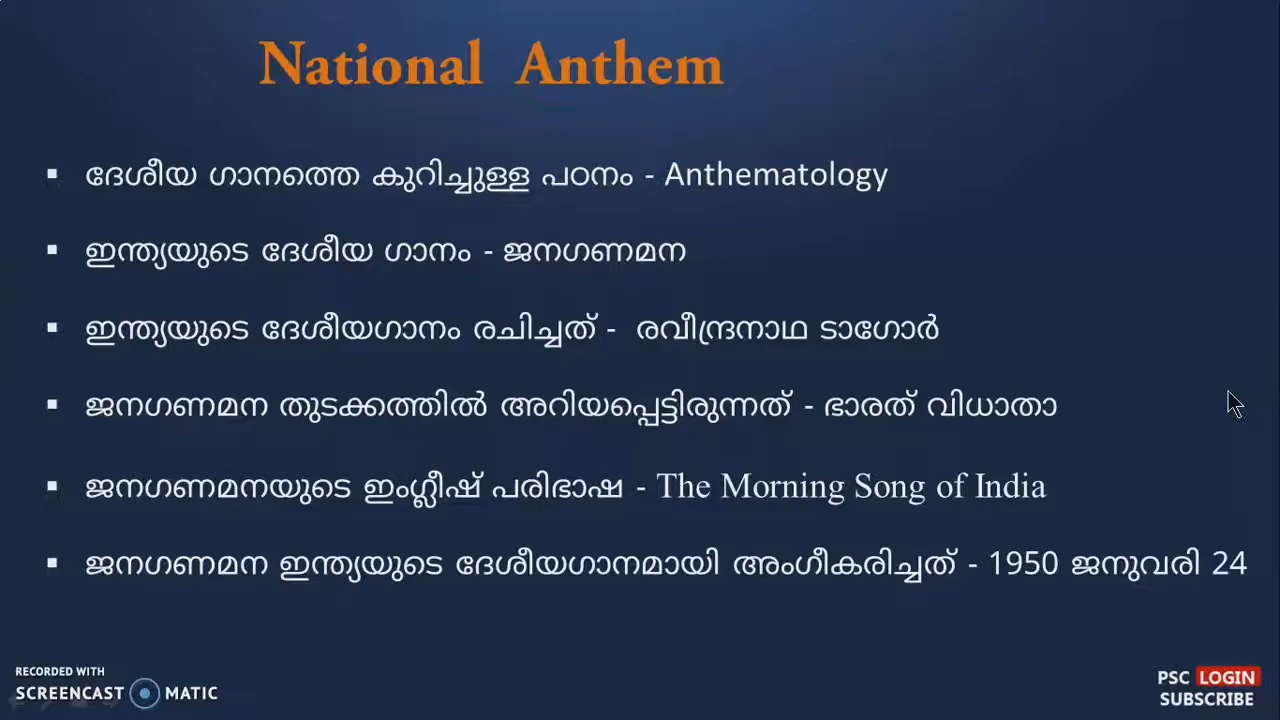 National Anthem
▪ ദേശീയ ഗാനത്തെ കുറിച്ചുള്ള പഠനം - Anthematology
▪ ഇന്ത്യയുടെ ദേശീയ ഗാനം - ജനഗണമന
▪ ഇന്ത്യയുടെ ദേശീയഗാനം രചിച്ചത് - രവീന്ദ്രനാഥ ടാഗോർ
▪ ജനഗണമന തുടക്കത്തിൽ അറിയപ്പെട്ടിരുന്നത് - ഭാരത് വിധാതാ
▪ ജനഗണമനയുടെ ഇംഗ്ലീഷ് പരിഭാഷ - The Morning Song of India
▪ ജനഗണമന ഇന്ത്യയുടെ ദേശീയഗാനമായി അംഗീകരിച്ചത് - 1950 ജനുവരി 24
RECORDED WITH
SCREENCAST MATIC
PSC LOGIN
SUBSCRIBE